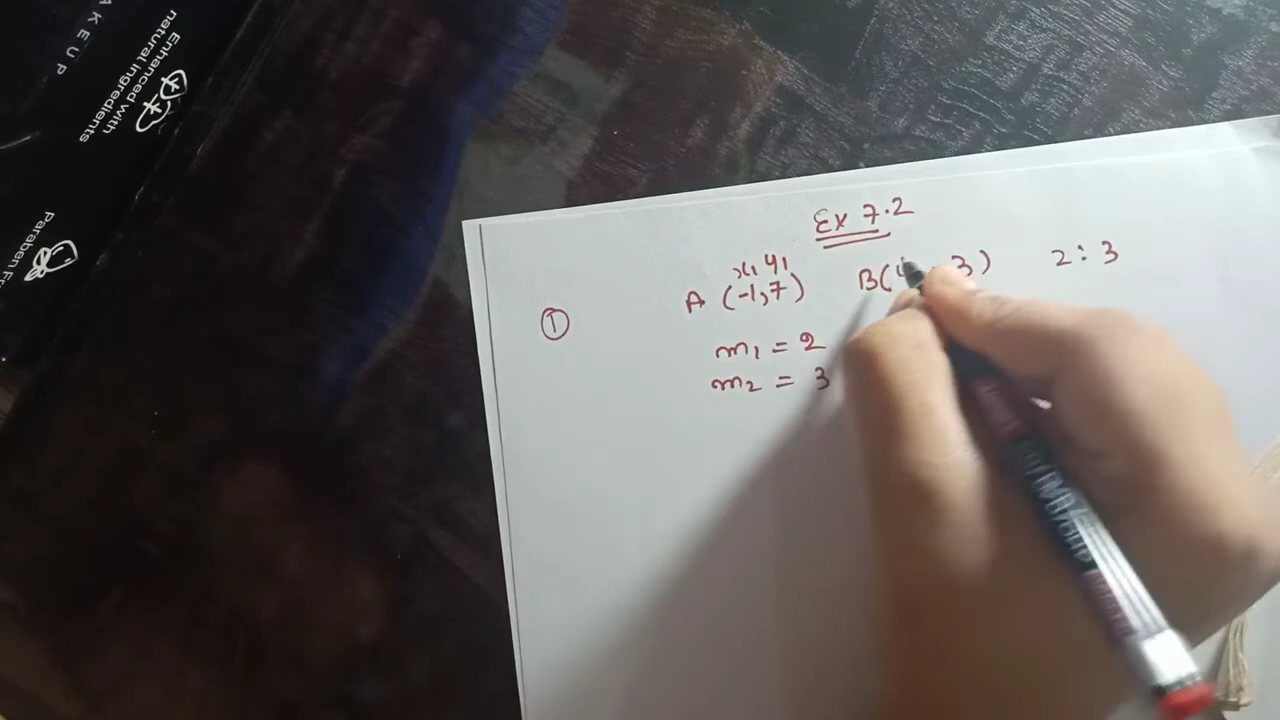 AKEUP
Enhanced with
natural ingredients
Paraben
Ex 7.2
x₁ y₁
① A (-1,7) B( 3) 2:3
m₁ = 2
m₂ = 3